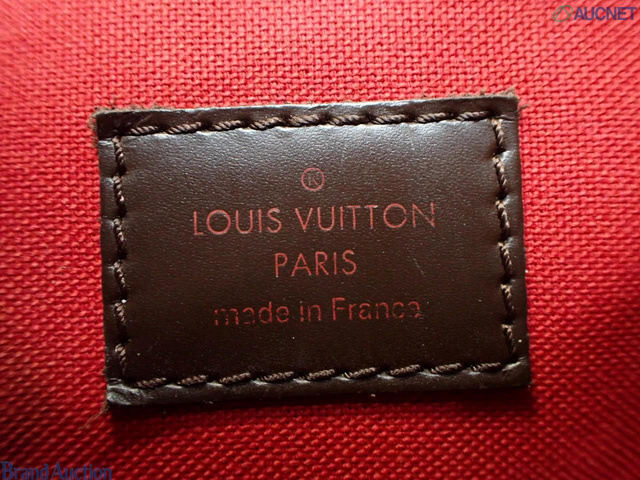 AUCNET
®
LOUIS VUITTON
PARIS
made in France
Brand Auction